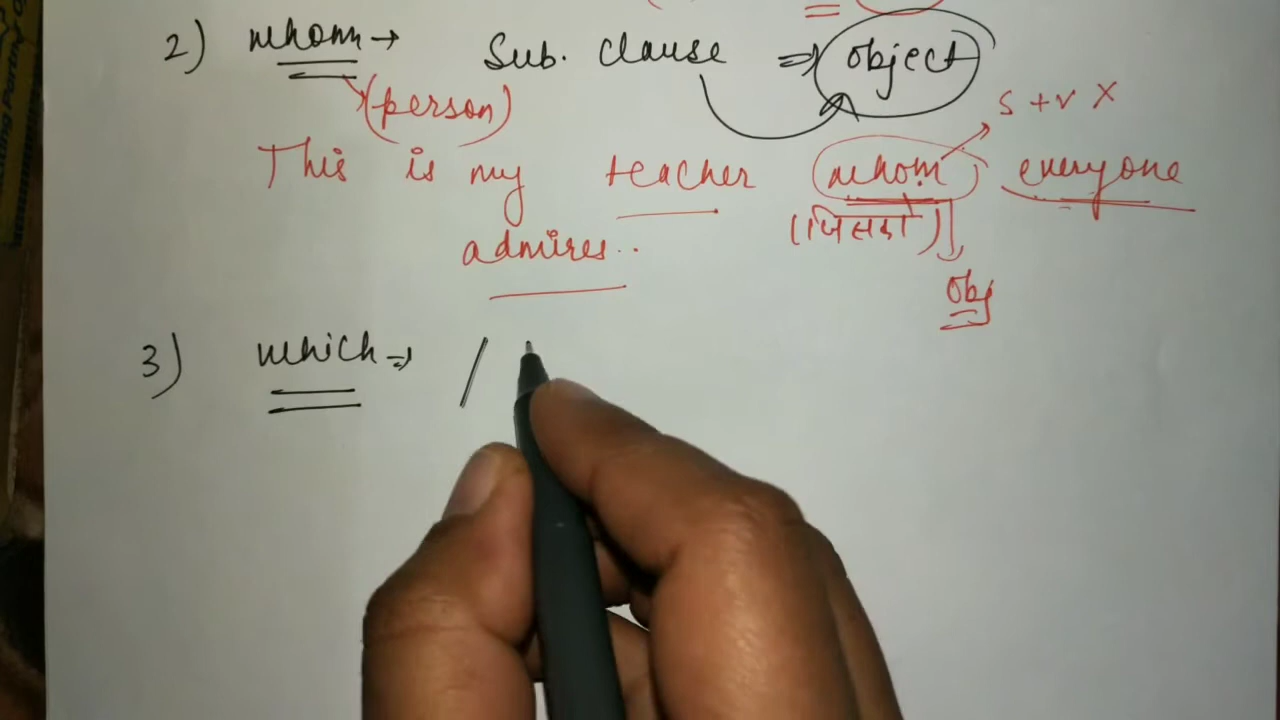 2) whom → Sub. clause ⇒ object
(person)
S + V X
This is my teacher whom everyone
(जिसका)
admires..
Obj
3) which ⇒ /